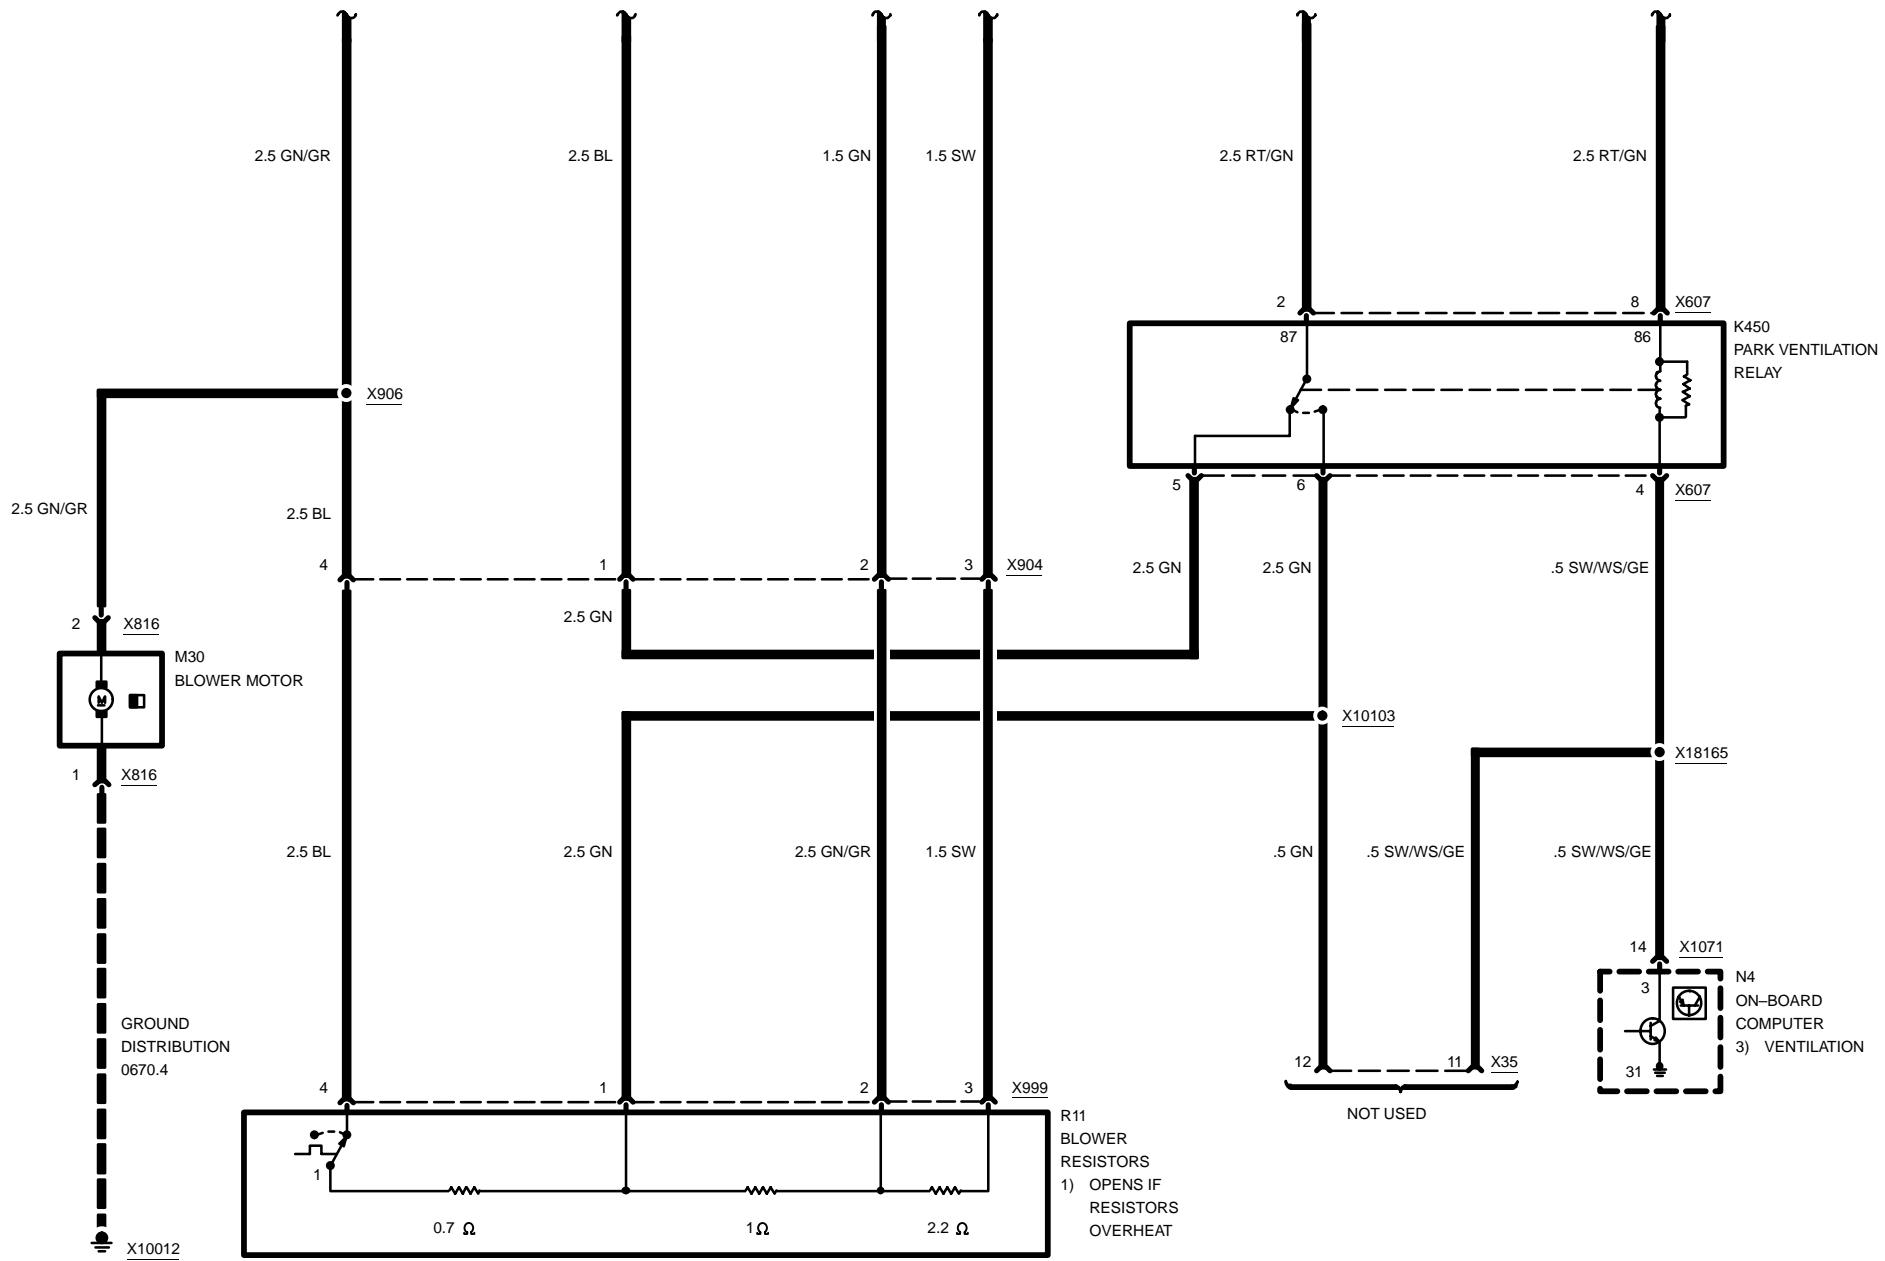 2.5 GN/GR
2.5 BL
1.5 GN
1.5 SW
2.5 RT/GN
2.5 RT/GN
2
8
X607
87
86
K450
PARK VENTILATION
RELAY
X906
5
6
4
X607
2.5 GN/GR
2.5 BL
4
1
2
3
X904
2.5 GN
2.5 GN
.5 SW/WS/GE
2.5 GN
2
X816
M30
BLOWER MOTOR
M
1
X816
X10103
X18165
2.5 BL
2.5 GN
2.5 GN/GR
1.5 SW
.5 GN
.5 SW/WS/GE
.5 SW/WS/GE
14
X1071
3
N4
ON–BOARD
COMPUTER
3) VENTILATION
31
GROUND
DISTRIBUTION
0670.4
12
11
X35
NOT USED
4
1
2
3
X999
R11
BLOWER
RESISTORS
1) OPENS IF
RESISTORS
OVERHEAT
1
0.7 Ω
1Ω
2.2 Ω
X10012